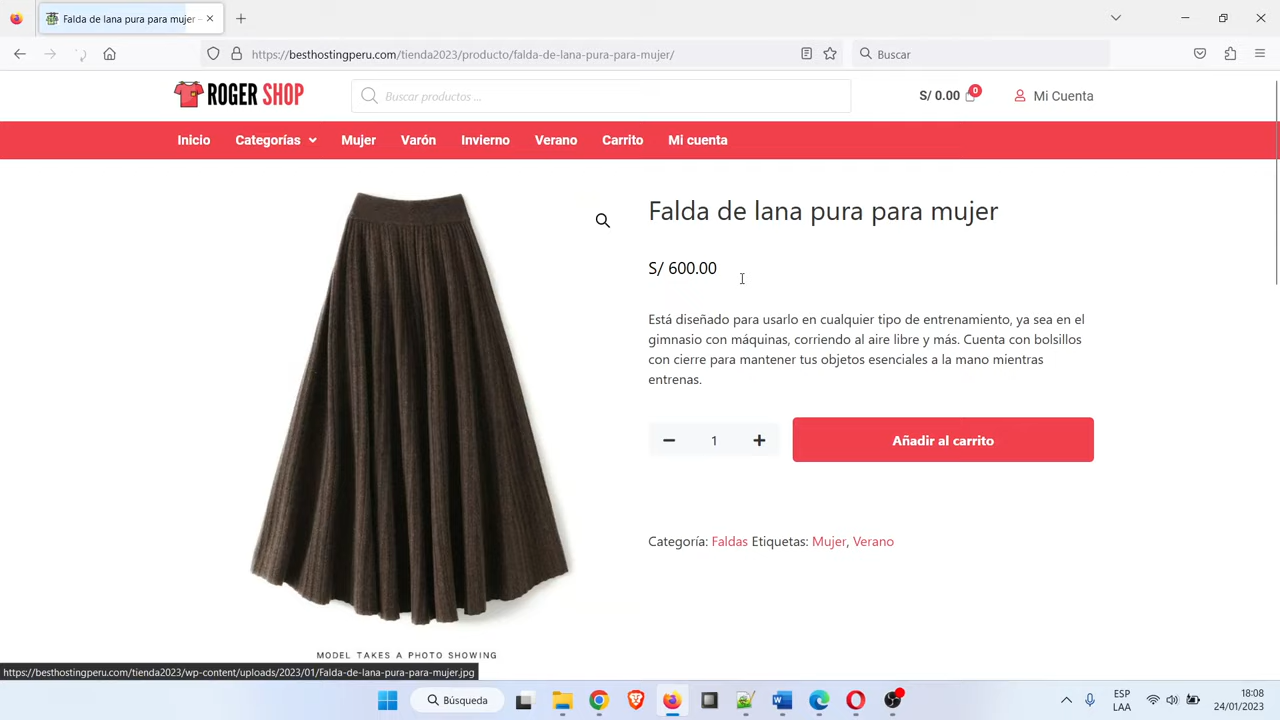 Falda de lana pura para mujer -
https://besthostingperu.com/tienda2023/producto/falda-de-lana-pura-para-mujer/
Buscar
ROGER SHOP
Buscar productos ...
S/ 0.00
0
Mi Cuenta
Inicio
Categorías
Mujer
Varón
Invierno
Verano
Carrito
Mi cuenta
Falda de lana pura para mujer
S/ 600.00
Está diseñado para usarlo en cualquier tipo de entrenamiento, ya sea en el
gimnasio con máquinas, corriendo al aire libre y más. Cuenta con bolsillos
con cierre para mantener tus objetos esenciales a la mano mientras
entrenas.
1
Añadir al carrito
Categoría: Faldas Etiquetas: Mujer, Verano
MODEL TAKES A PHOTO SHOWING
https://besthostingperu.com/tienda2023/wp-content/uploads/2023/01/Falda-de-lana-pura-para-mujer.jpg
Búsqueda
ESP
LAA
18:08
24/01/2023